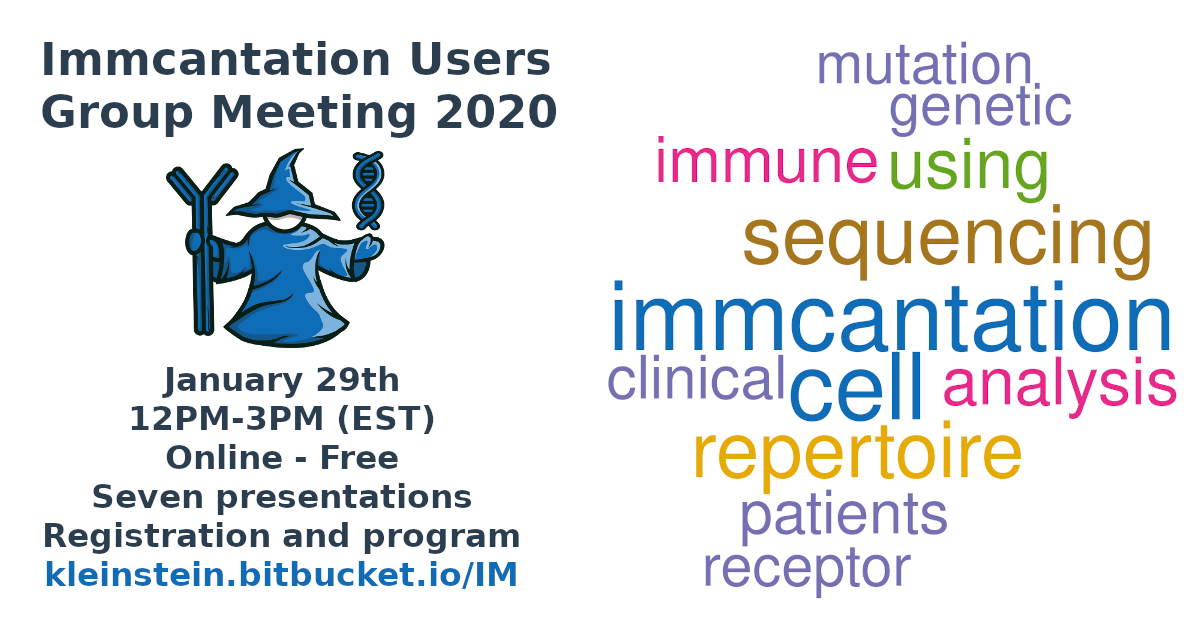 Immcantation Users
Group Meeting 2020
January 29th
12PM-3PM (EST)
Online - Free
Seven presentations
Registration and program
kleinstein.bitbucket.io/IM
mutation
genetic
immune using
sequencing
immcantation
clinical cell analysis
repertoire
patients
receptor